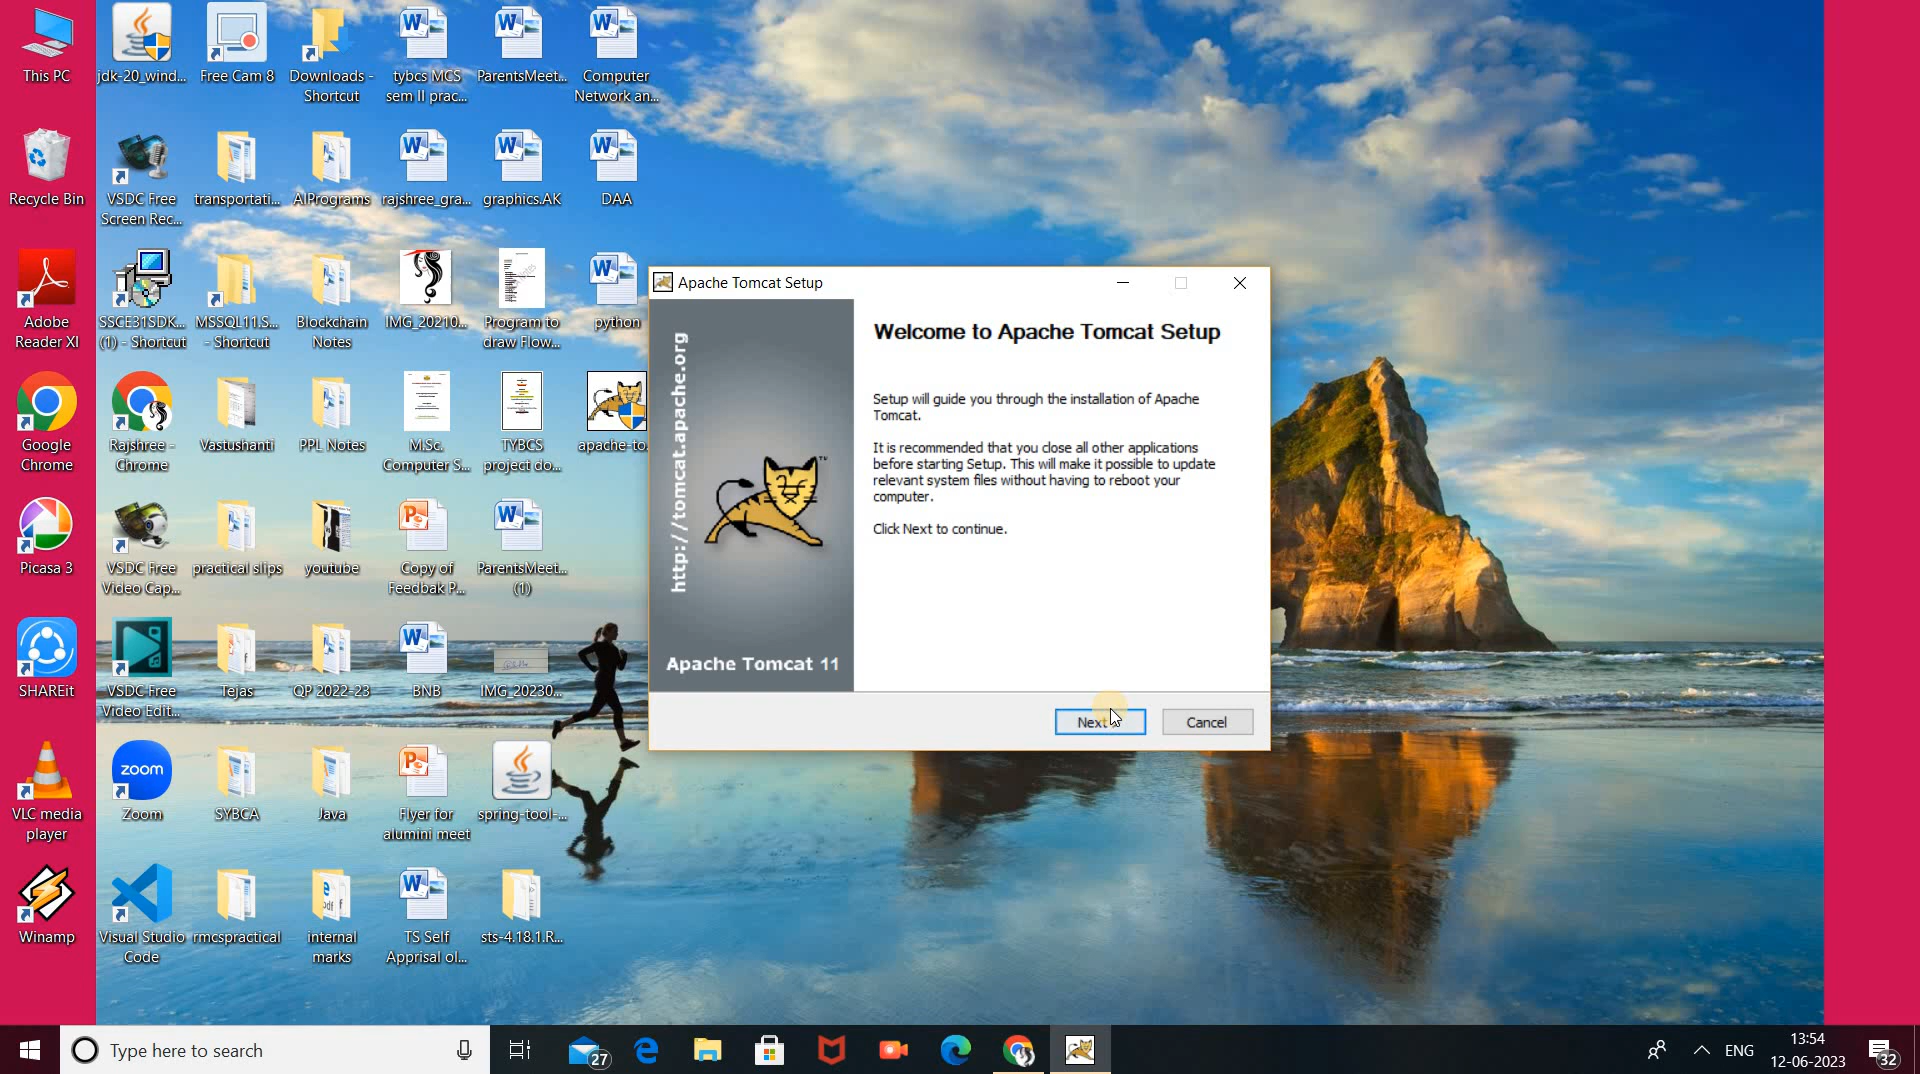 This PC
jdk-20_wind...
Free Cam 8
Downloads -
Shortcut
tybcs MCS
sem II prac...
ParentsMeet...
Computer
Network an...
Recycle Bin
VSDC Free
Screen Rec...
transportati...
AIPrograms
rajshree_gra...
graphics.AK
DAA
Adobe
Reader XI
SSCE31SDK...
(1) - Shortcut
MSSQL11.S...
- Shortcut
Blockchain
Notes
IMG_20210...
Program to
draw Flow...
python
Google
Chrome
Rajshree -
Chrome
Vastushanti
PPL Notes
M.Sc.
Computer S...
TYBCS
project do...
apache-to.
Picasa 3
VSDC Free
Video Cap...
practical slips
youtube
Copy of
Feedbak P...
ParentsMeet...
(1)
SHAREit
VSDC Free
Video Edit...
Tejas
QP 2022-23
BNB
IMG_20230...
VLC media
player
zoom
Zoom
SYBCA
Java
Flyer for
alumini meet
spring-tool-...
Winamp
Visual Studio
Code
rmcspractical
internal
marks
TS Self
Apprisal ol...
sts-4.18.1.R...
Apache Tomcat Setup
http://tomcat.apache.org
TM
Apache Tomcat 11
Welcome to Apache Tomcat Setup
Setup will guide you through the installation of Apache
Tomcat.
It is recommended that you close all other applications
before starting Setup. This will make it possible to update
relevant system files without having to reboot your
computer.
Click Next to continue.
Next
Cancel
Type here to search
27
ENG
13:54
12-06-2023
32